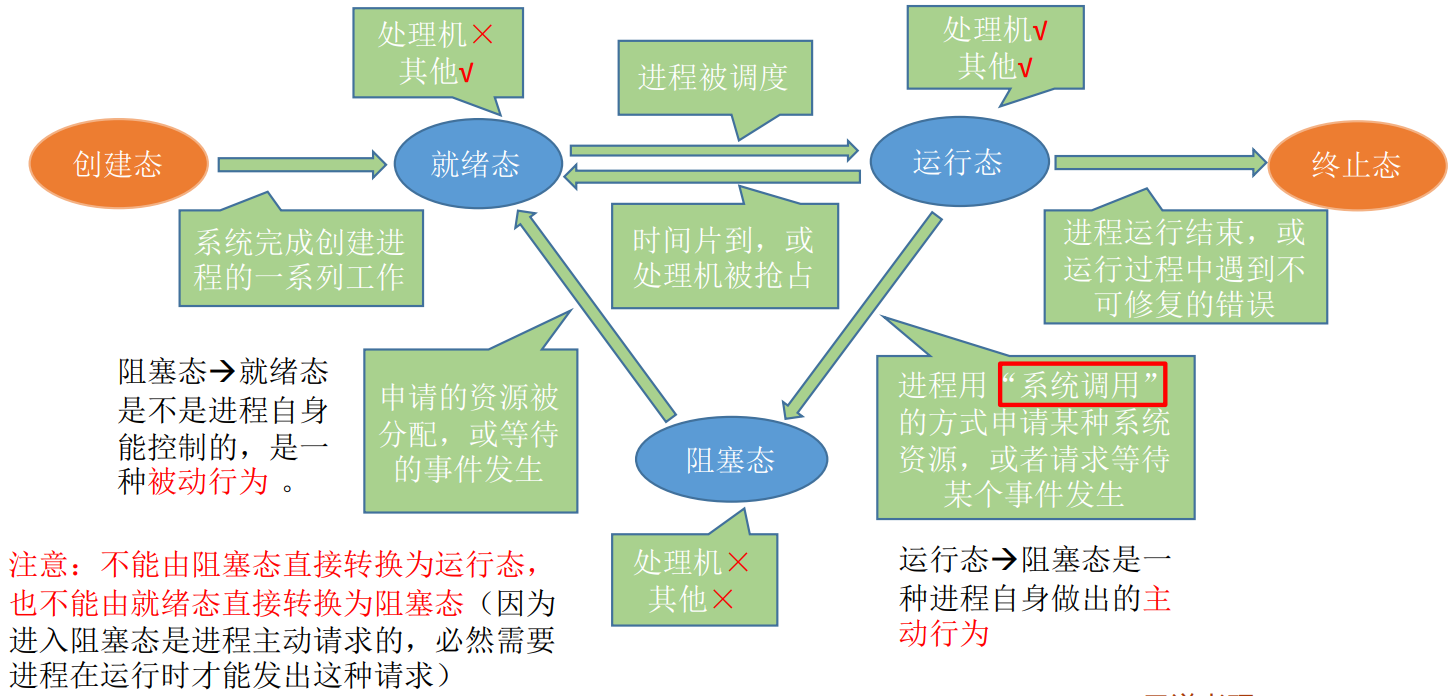 处理机×
其他√
进程被调度
处理机√
其他√
创建态
就绪态
运行态
终止态
系统完成创建进
程的一系列工作
时间片到，或
处理机被抢占
进程运行结束，或
运行过程中遇到不
可修复的错误
阻塞态→就绪态
是不是进程自身
能控制的，是一
种被动行为 。
申请的资源被
分配，或等待
的事件发生
阻塞态
进程用“系统调用”
的方式申请某种系统
资源，或者请求等待
某个事件发生
处理机×
其他×
运行态→阻塞态是一
种进程自身做出的主
动行为
注意：不能由阻塞态直接转换为运行态，
也不能由就绪态直接转换为阻塞态（因为
进入阻塞态是进程主动请求的，必然需要
进程在运行时才能发出这种请求）